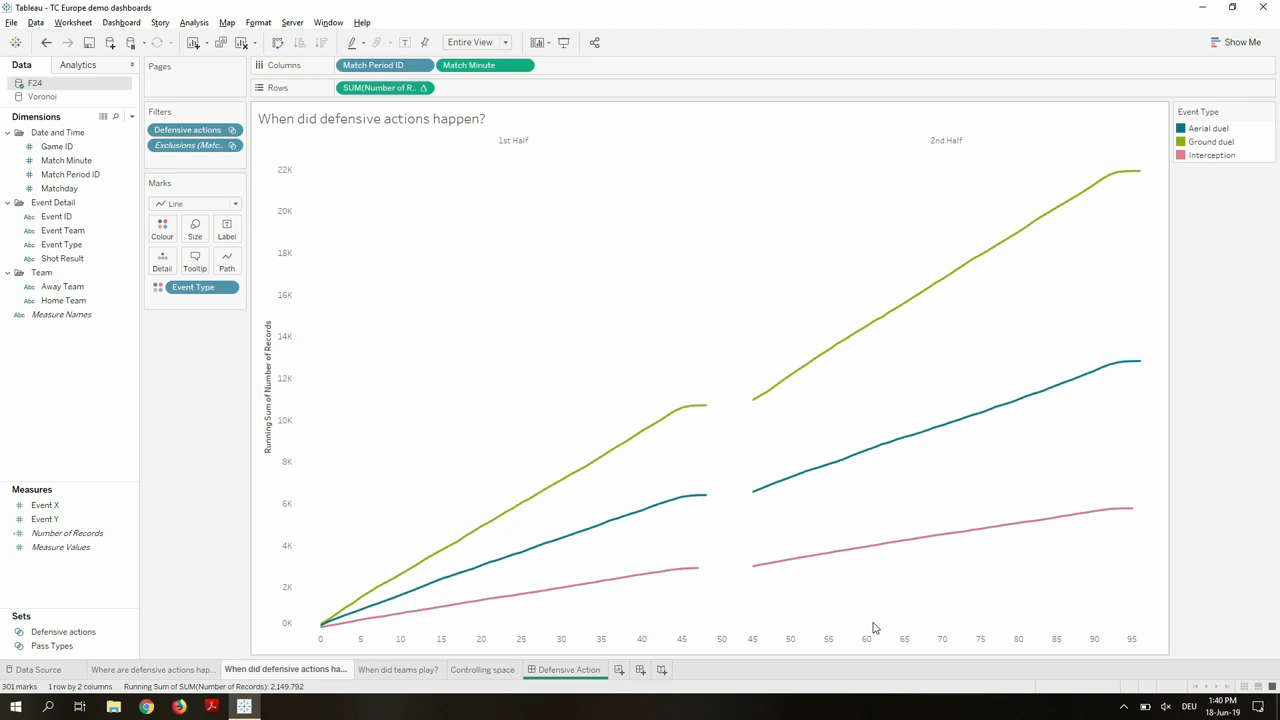 Tableau - TC Europe demo dashboards
File Data Worksheet Dashboard Story Analysis Map Format Server Window Help
Entire View
Show Me
Data Analytics
F24
Voronoi
Dimensions
Date and Time
Game ID
Match Minute
Match Period ID
Matchday
Event Detail
Event ID
Event Team
Event Type
Shot Result
Team
Away Team
Home Team
Measure Names
Measures
Event X
Event Y
Number of Records
Measure Values
Sets
Defensive actions
Pass Types
Pages
Filters
Defensive actions
Exclusions (Matc..
Marks
Line
Colour Size Label
Detail Tooltip Path
Event Type
Columns Match Period ID Match Minute
Rows SUM(Number of R..
When did defensive actions happen?
1st Half 2nd Half
Running Sum of Number of Records
22K
20K
18K
16K
14K
12K
10K
8K
6K
4K
2K
0K
0 5 10 15 20 25 30 35 40 45 50 45 50 55 60 65 70 75 80 85 90 95
Event Type
Aerial duel
Ground duel
Interception
Data Source Where are defensive actions hap... When did defensive actions ha... When did teams play? Controlling space Defensive Action
301 marks 1 row by 2 columns Running Sum of SUM(Number of Records): 2,149,792
DEU
1:40 PM
18-Jun-19